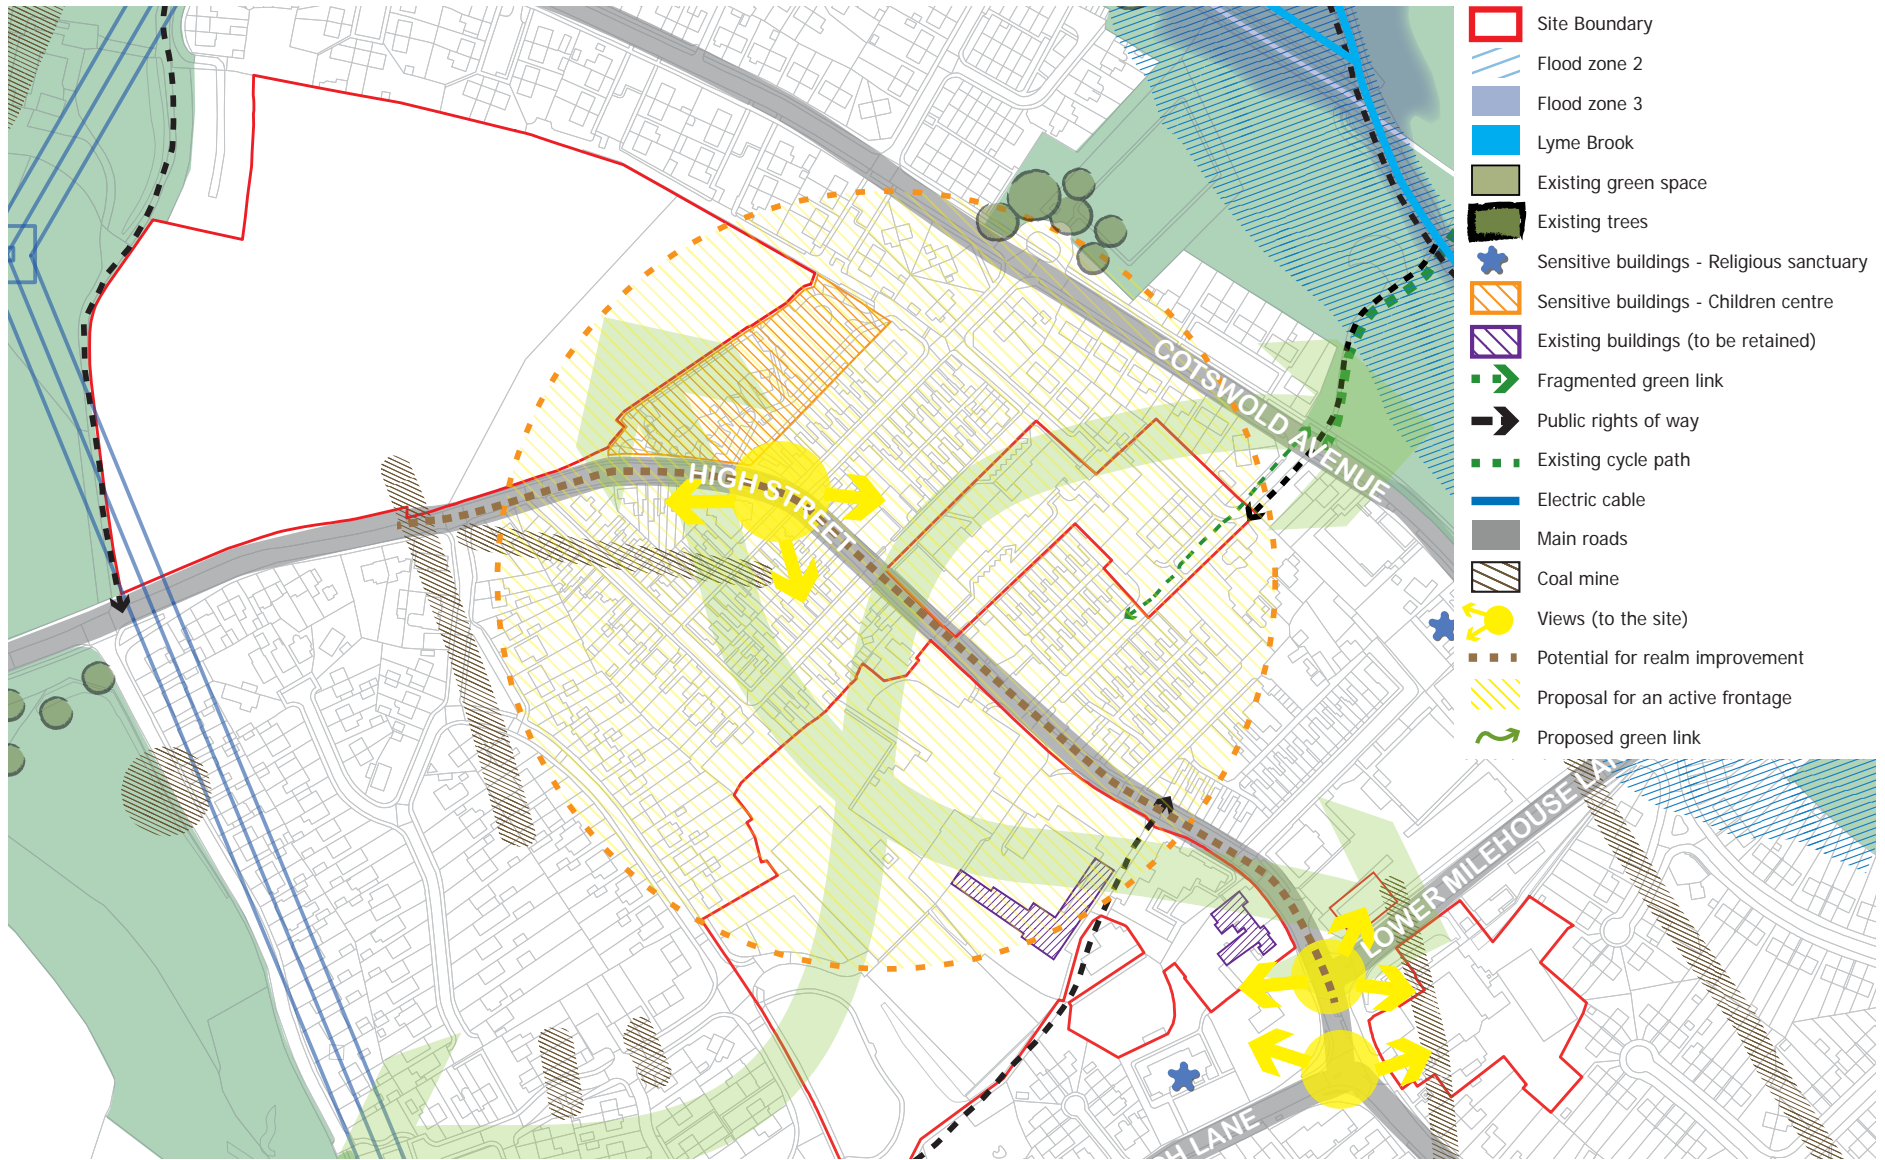 Site Boundary
Flood zone 2
Flood zone 3
Lyme Brook
Existing green space
Existing trees
Sensitive buildings - Religious sanctuary
Sensitive buildings - Children centre
Existing buildings (to be retained)
Fragmented green link
Public rights of way
Existing cycle path
Electric cable
Main roads
Coal mine
Views (to the site)
Potential for realm improvement
Proposal for an active frontage
Proposed green link
COTSWOLD AVENUE
HIGH STREET
LOWER MILEHOUSE
LANE